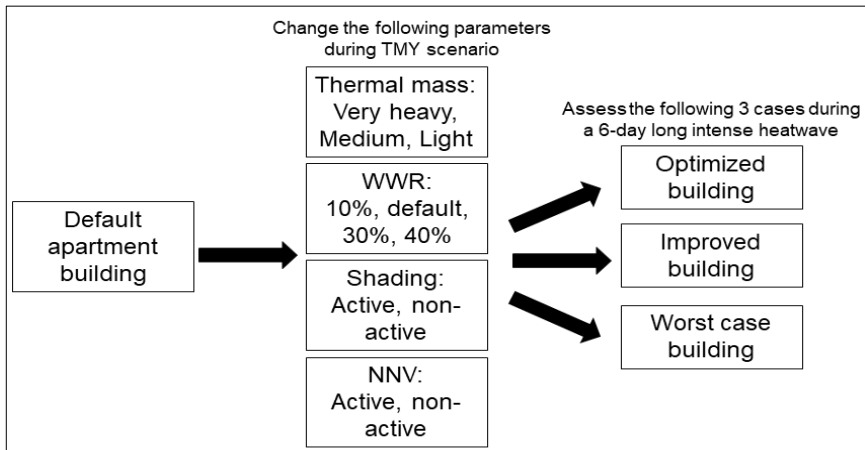 Change the following parameters
during TMY scenario
Thermal mass:
Very heavy,
Medium, Light
Assess the following 3 cases during
a 6-day long intense heatwave
Optimized
building
WWR:
10%, default,
30%, 40%
Default
apartment
building
Improved
building
Shading:
Active, non-
active
Worst case
building
NNV:
Active, non-
active